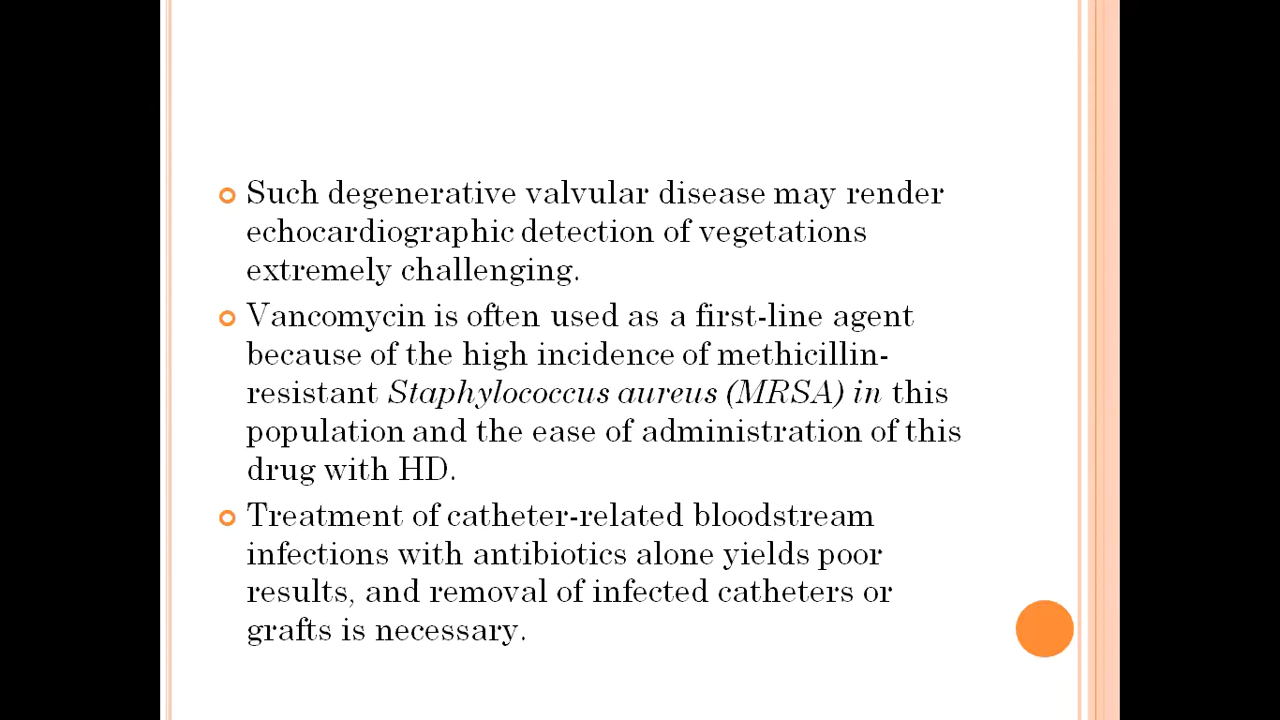 Such degenerative valvular disease may render
echocardiographic detection of vegetations
extremely challenging.
Vancomycin is often used as a first-line agent
because of the high incidence of methicillin-
resistant Staphylococcus aureus (MRSA) in this
population and the ease of administration of this
drug with HD.
Treatment of catheter-related bloodstream
infections with antibiotics alone yields poor
results, and removal of infected catheters or
grafts is necessary.